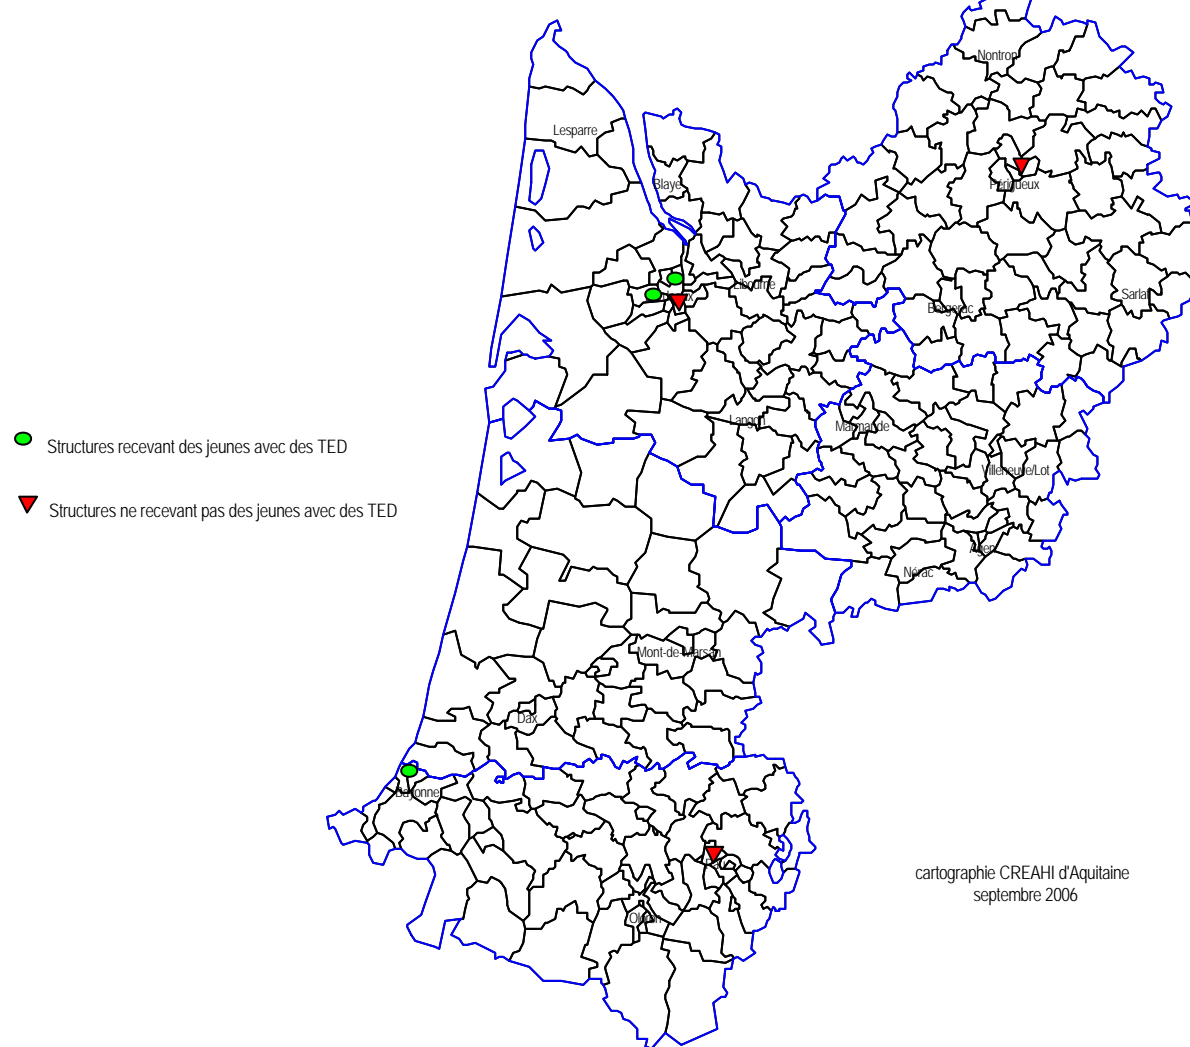 Nontron
Lesparre
Blaye
Périgueux
Libourne
Sarlat
Bergerac
Langon
Marmande
Structures recevant des jeunes avec des TED
Villeneuve/Lot
Structures ne recevant pas des jeunes avec des TED
Agen
Nérac
Mont-de-Marsan
Dax
Bayonne
cartographie CREAHI d'Aquitaine
septembre 2006
Oloron